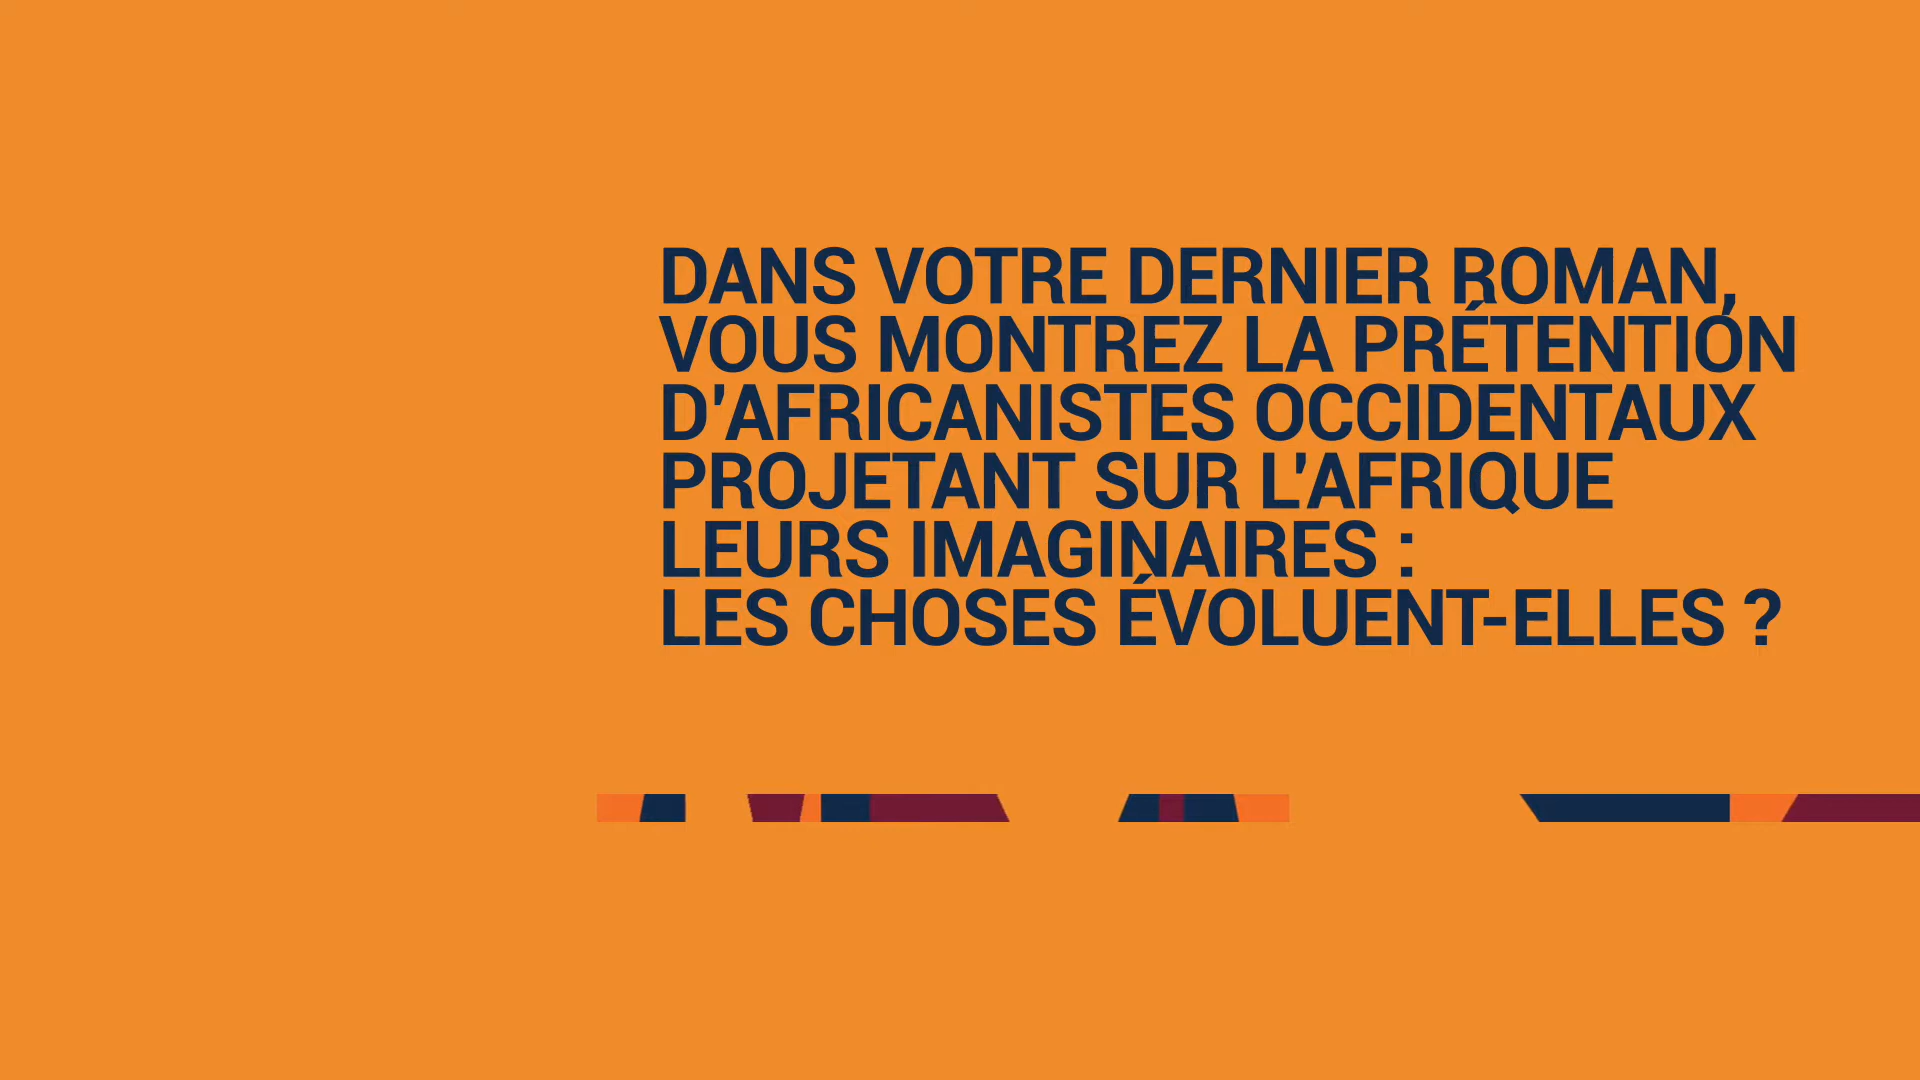 DANS VOTRE DERNIER ROMAN,
VOUS MONTREZ LA PRÉTENTION
D'AFRICANISTES OCCIDENTAUX
PROJETANT SUR L'AFRIQUE
LEURS IMAGINAIRES :
LES CHOSES ÉVOLUENT-ELLES ?